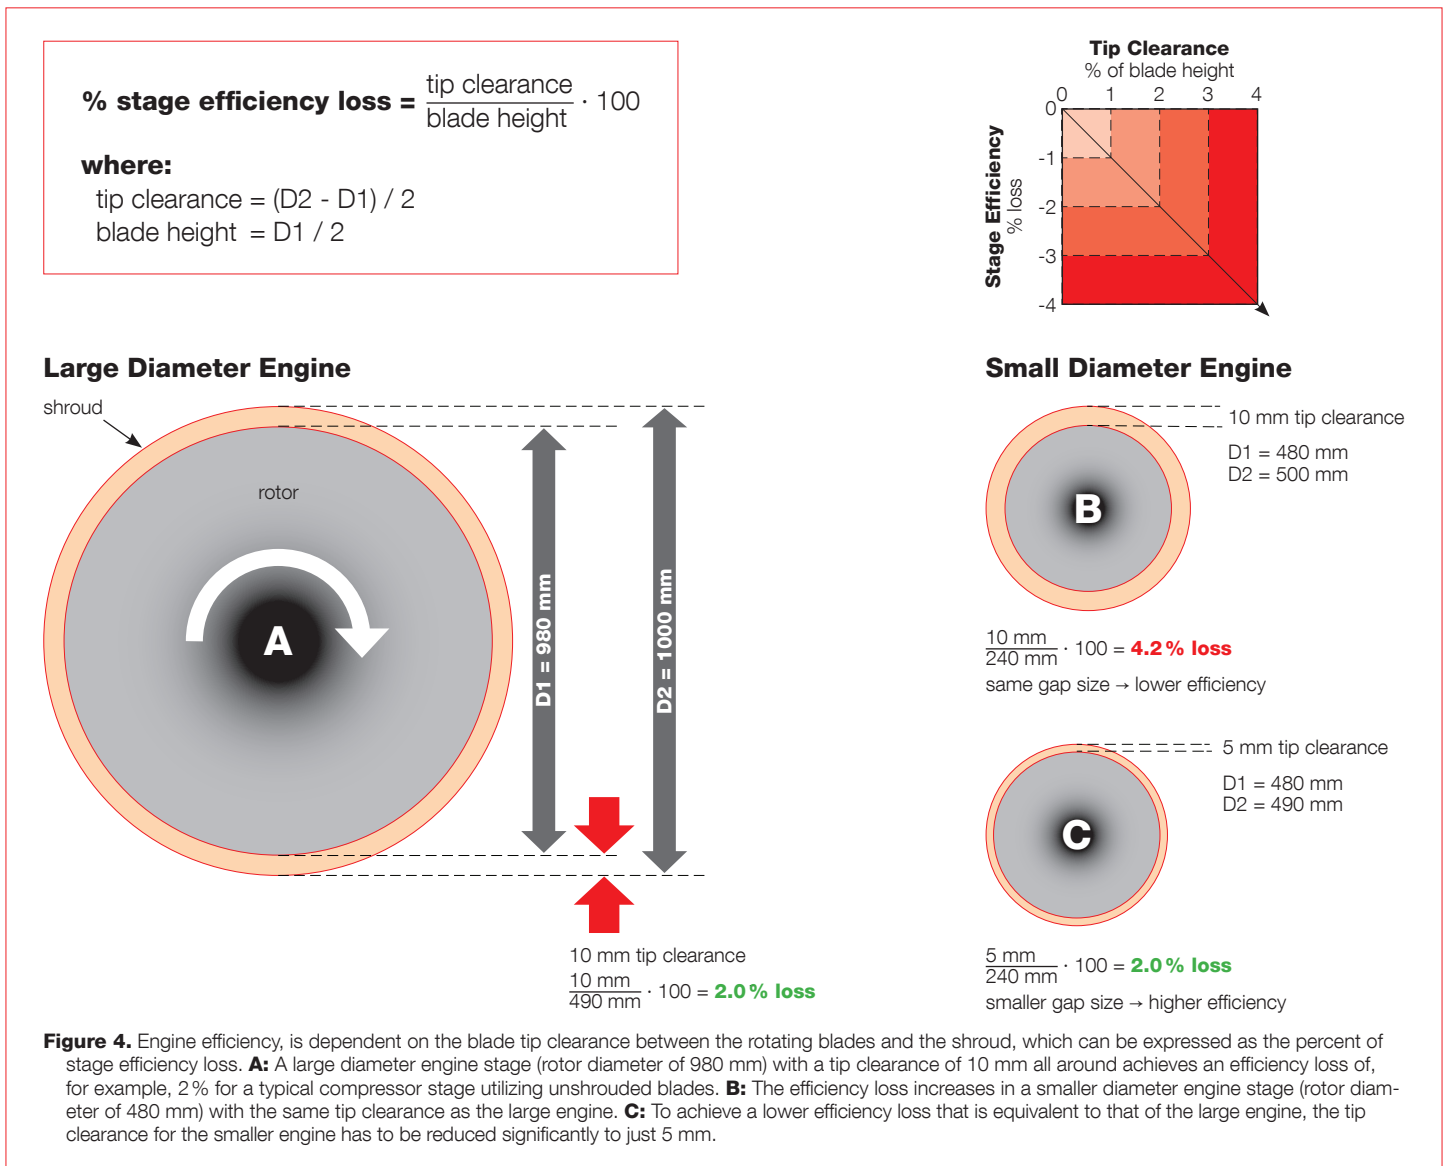 % stage efficiency loss = tip clearance / blade height · 100
where:
tip clearance = (D2 - D1) / 2
blade height = D1 / 2
Tip Clearance
% of blade height
0 1 2 3 4
Stage Efficiency
% loss
0
-1
-2
-3
-4
Large Diameter Engine
shroud
rotor
A
D1 = 980 mm
D2 = 1000 mm
10 mm tip clearance
10 mm / 490 mm · 100 = 2.0 % loss
Small Diameter Engine
10 mm tip clearance
D1 = 480 mm
D2 = 500 mm
B
10 mm / 240 mm · 100 = 4.2 % loss
same gap size → lower efficiency
5 mm tip clearance
D1 = 480 mm
D2 = 490 mm
C
5 mm / 240 mm · 100 = 2.0 % loss
smaller gap size → higher efficiency
Figure 4. Engine efficiency, is dependent on the blade tip clearance between the rotating blades and the shroud, which can be expressed as the percent of
stage efficiency loss. A: A large diameter engine stage (rotor diameter of 980 mm) with a tip clearance of 10 mm all around achieves an efficiency loss of,
for example, 2 % for a typical compressor stage utilizing unshrouded blades. B: The efficiency loss increases in a smaller diameter engine stage (rotor diam-
eter of 480 mm) with the same tip clearance as the large engine. C: To achieve a lower efficiency loss that is equivalent to that of the large engine, the tip
clearance for the smaller engine has to be reduced significantly to just 5 mm.